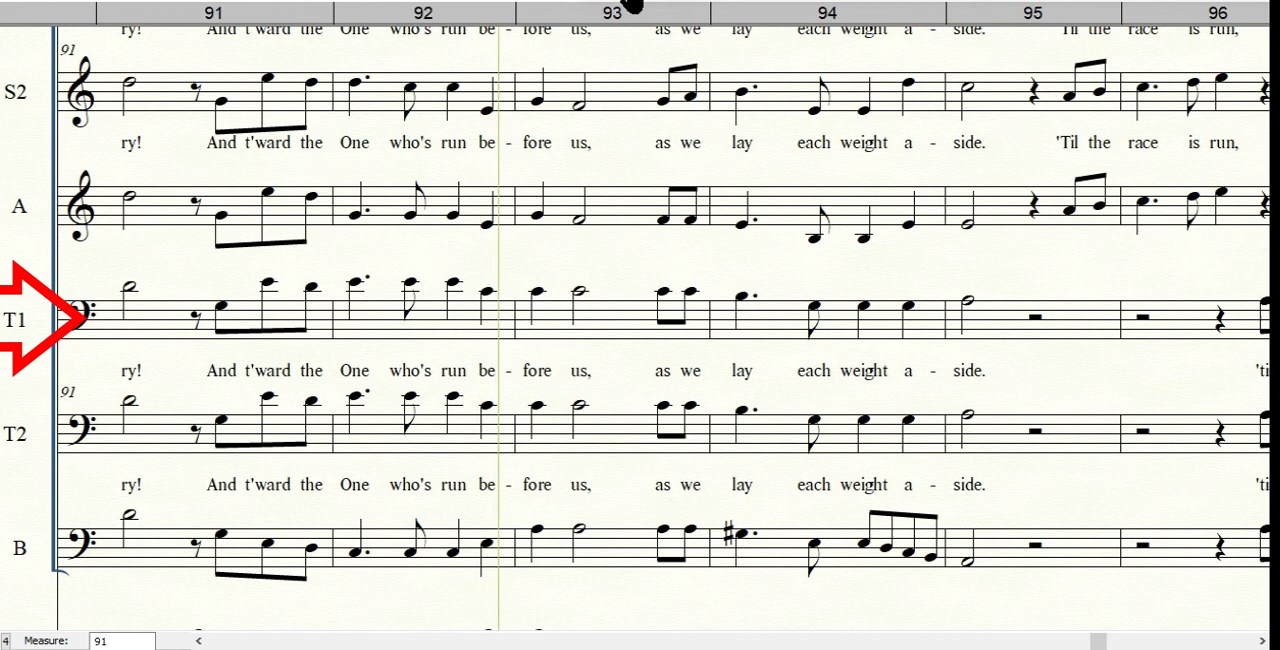 91 92 93 94 95 96
ry! And t'ward the One who's run be - fore us, as we lay each weight a - side. 'Til the race is run,
91
S2
ry! And t'ward the One who's run be - fore us, as we lay each weight a - side. 'Til the race is run,
A
T1
ry! And t'ward the One who's run be - fore us, as we lay each weight a - side. 'ti
91
T2
ry! And t'ward the One who's run be - fore us, as we lay each weight a - side. 'ti
B
4 Measure: 91